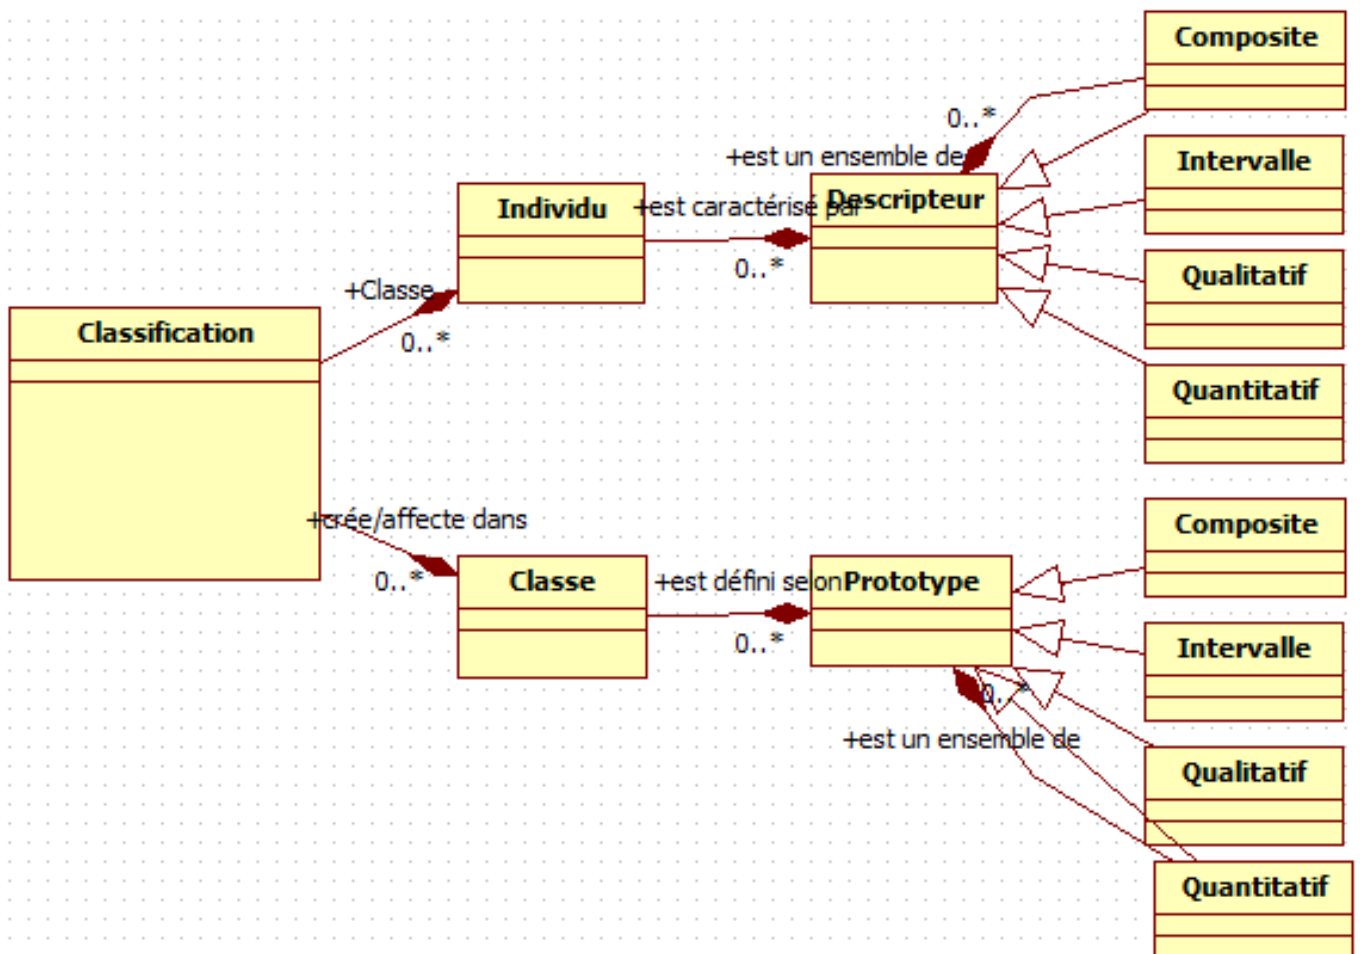 Composite
0..*
+est un ensemble de
Intervalle
Individu
+est caractérisé par
Descripteur
0..*
Qualitatif
+Classe
Classification
0..*
Quantitatif
+crée/affecte dans
Composite
0..*
Classe
+est défini selon
Prototype
0..*
Intervalle
0..*
+est un ensemble de
Qualitatif
Quantitatif